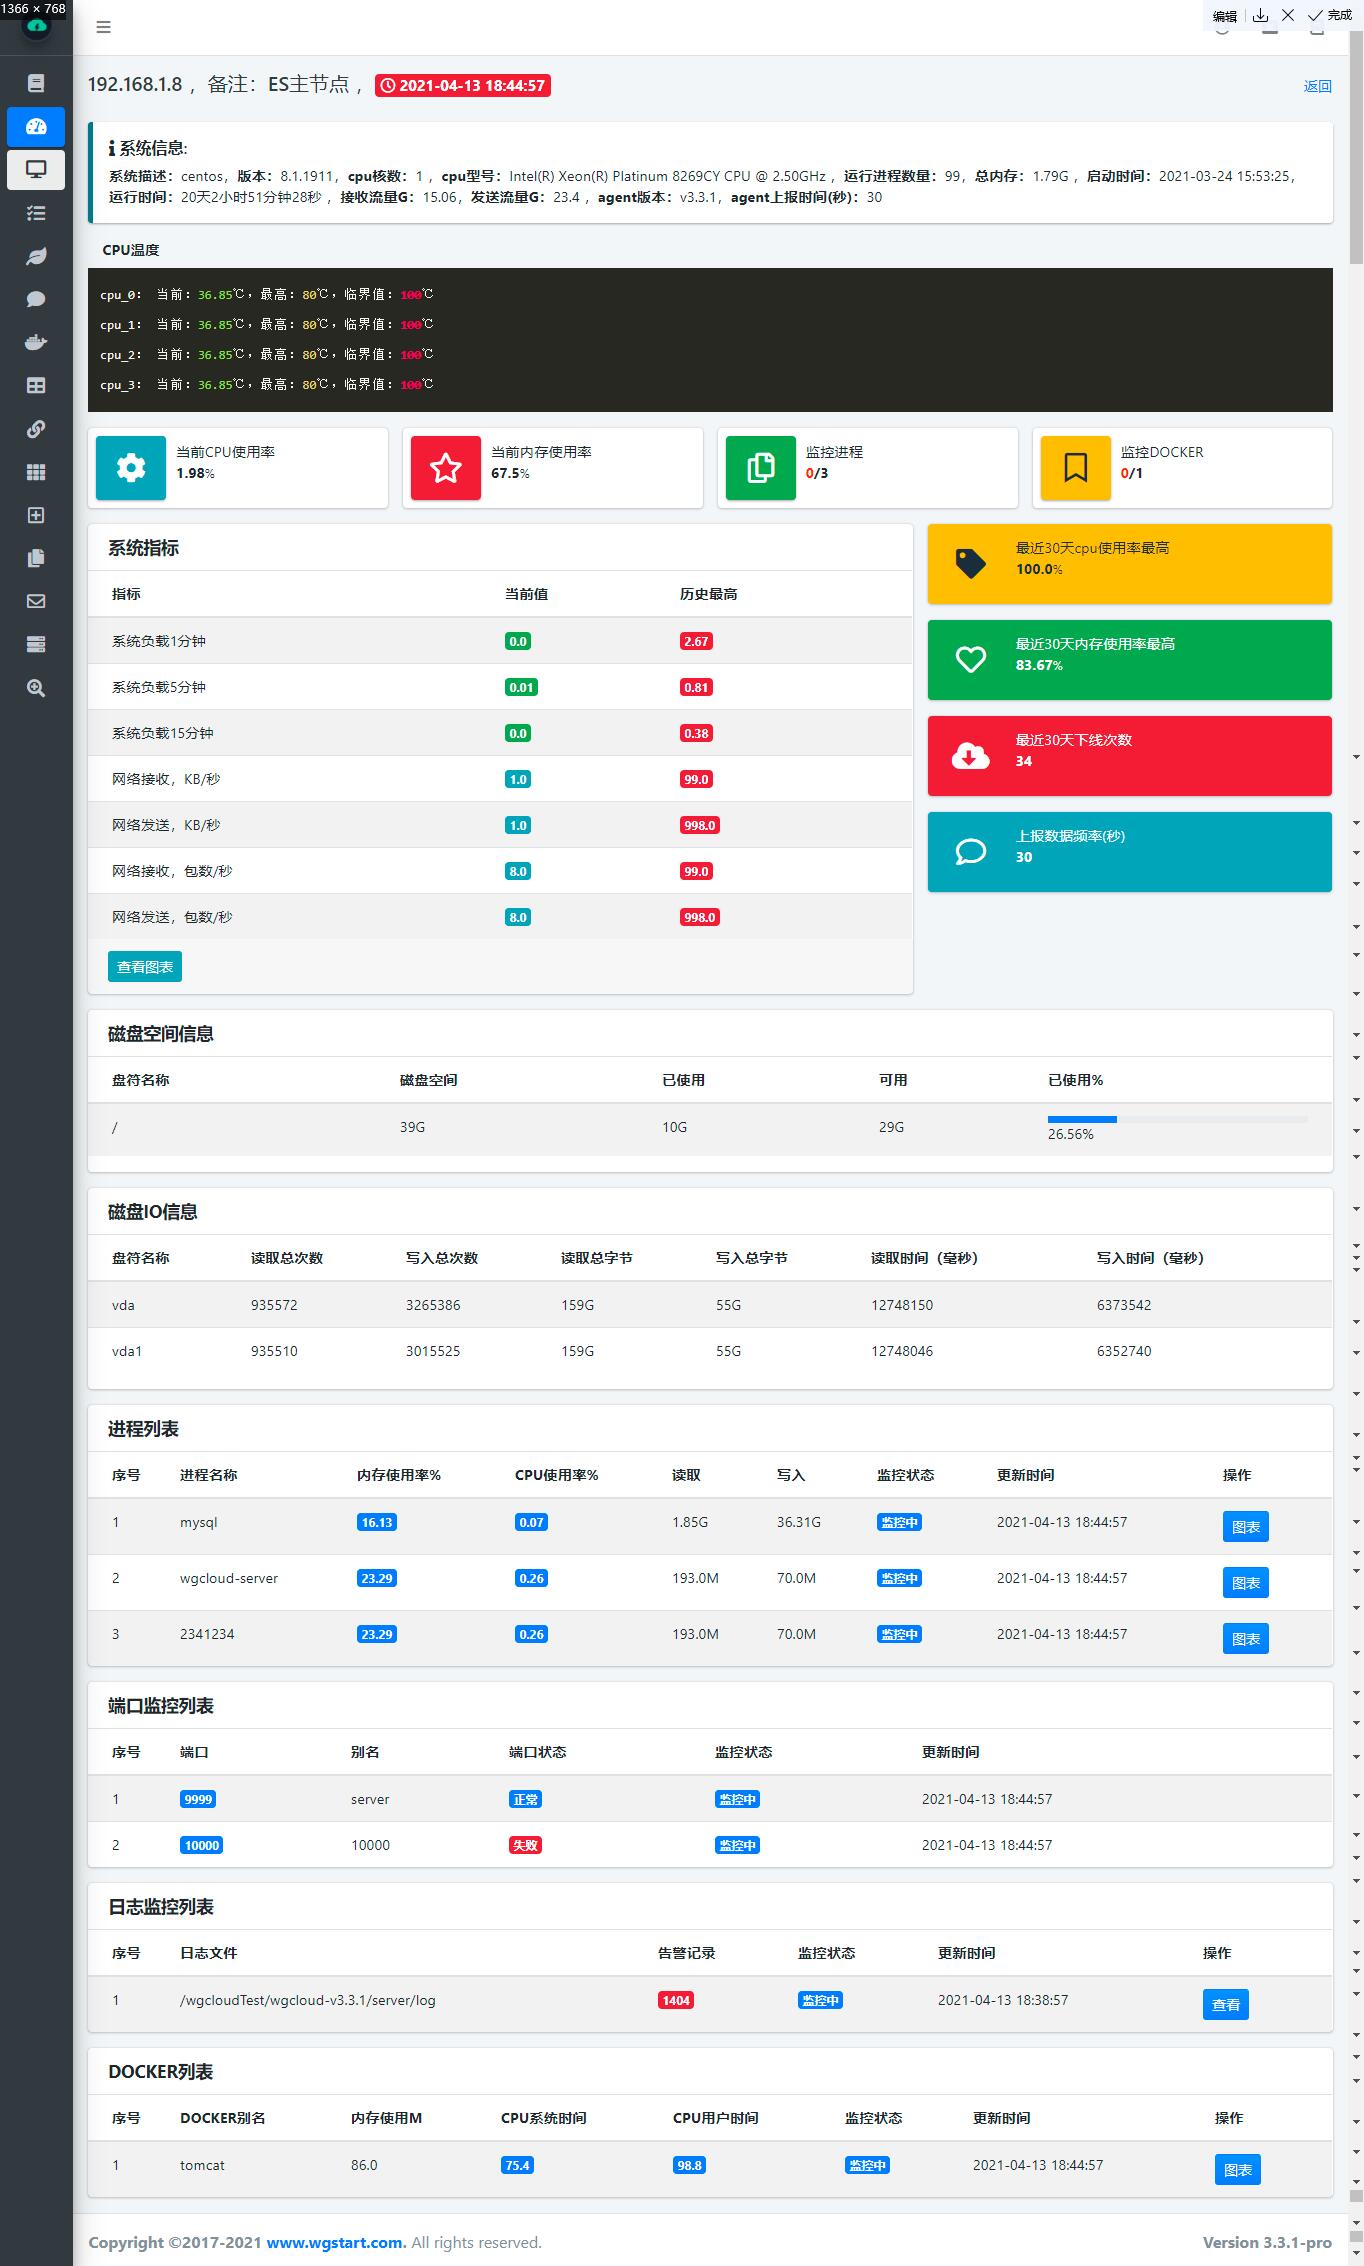 1366 × 768
编辑 完成
192.168.1.8 ，备注：ES主节点， 2021-04-13 18:44:57 返回
系统信息:
系统描述：centos，版本：8.1.1911，cpu核数：1 ，cpu型号：Intel(R) Xeon(R) Platinum 8269CY CPU @ 2.50GHz ，运行进程数量：99，总内存：1.79G ，启动时间：2021-03-24 15:53:25，
运行时间：20天2小时51分钟28秒 ，接收流量G：15.06，发送流量G：23.4 ，agent版本：v3.3.1，agent上报时间(秒)：30
CPU温度
cpu_0： 当前：36.85℃，最高：80℃，临界值：100℃
cpu_1： 当前：36.85℃，最高：80℃，临界值：100℃
cpu_2： 当前：36.85℃，最高：80℃，临界值：100℃
cpu_3： 当前：36.85℃，最高：80℃，临界值：100℃
当前CPU使用率
1.98%
当前内存使用率
67.5%
监控进程
0/3
监控DOCKER
0/1
系统指标
指标 当前值 历史最高
系统负载1分钟 0.0 2.67
系统负载5分钟 0.01 0.81
系统负载15分钟 0.0 0.38
网络接收，KB/秒 1.0 99.0
网络发送，KB/秒 1.0 998.0
网络接收，包数/秒 8.0 99.0
网络发送，包数/秒 8.0 998.0
查看图表
最近30天cpu使用率最高
100.0%
最近30天内存使用率最高
83.67%
最近30天下线次数
34
上报数据频率(秒)
30
磁盘空间信息
盘符名称 磁盘空间 已使用 可用 已使用%
/ 39G 10G 29G 26.56%
磁盘IO信息
盘符名称 读取总次数 写入总次数 读取总字节 写入总字节 读取时间（毫秒） 写入时间（毫秒）
vda 935572 3265386 159G 55G 12748150 6373542
vda1 935510 3015525 159G 55G 12748046 6352740
进程列表
序号 进程名称 内存使用率% CPU使用率% 读取 写入 监控状态 更新时间 操作
1 mysql 16.13 0.07 1.85G 36.31G 监控中 2021-04-13 18:44:57 图表
2 wgcloud-server 23.29 0.26 193.0M 70.0M 监控中 2021-04-13 18:44:57 图表
3 2341234 23.29 0.26 193.0M 70.0M 监控中 2021-04-13 18:44:57 图表
端口监控列表
序号 端口 别名 端口状态 监控状态 更新时间
1 9999 server 正常 监控中 2021-04-13 18:44:57
2 10000 10000 失败 监控中 2021-04-13 18:44:57
日志监控列表
序号 日志文件 告警记录 监控状态 更新时间 操作
1 /wgcloudTest/wgcloud-v3.3.1/server/log 1404 监控中 2021-04-13 18:38:57 查看
DOCKER列表
序号 DOCKER别名 内存使用M CPU系统时间 CPU用户时间 监控状态 更新时间 操作
1 tomcat 86.0 75.4 98.8 监控中 2021-04-13 18:44:57 图表
Copyright ©2017-2021 www.wgstart.com. All rights reserved. Version 3.3.1-pro